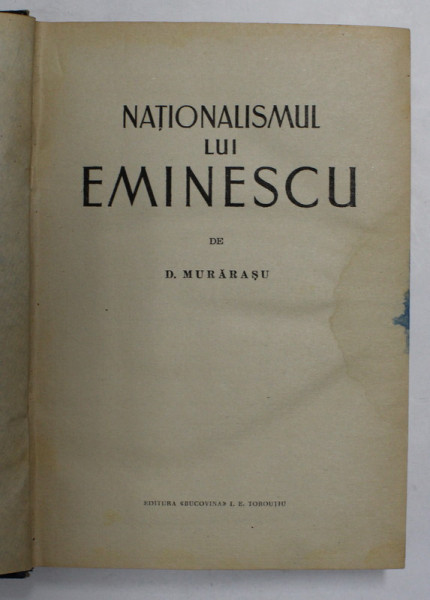 NAȚIONALISMUL
LUI
EMINESCU
DE
D. MURĂRAȘU
EDITURA «BUCOVINA» I. E. TOROUȚIU